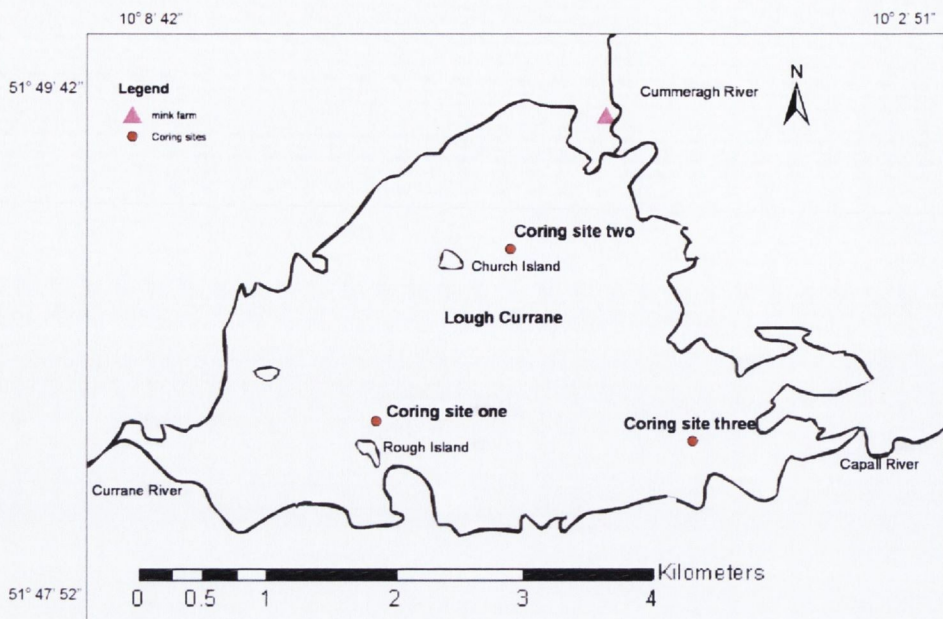 10° 8' 42"
10° 2' 51"
51° 49' 42"
Legend
mink farm
Coring sites
Cummeragh River
N
Coring site two
Church Island
Lough Currane
Coring site one
Rough Island
Coring site three
Capall River
Currane River
51° 47' 52"
Kilometers
0 0.5 1 2 3 4